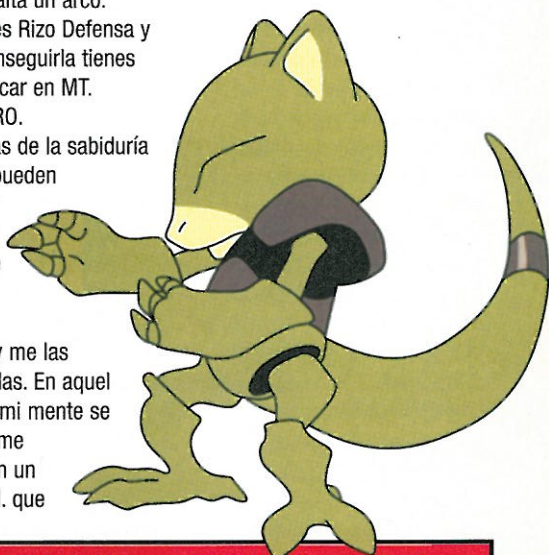 alta un arco.
es Rizo Defensa y
nseguirla tienes
car en MT.
RO.
as de la sabiduría
pueden
y me las
las. En aquel
mi mente se
me
n un
. que